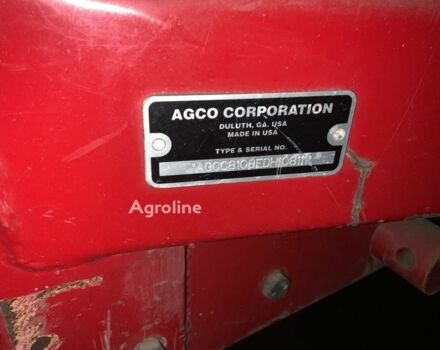 AGCO CORPORATION
DULUTH, GA. USA
MADE IN USA
TYPE & SERIAL NO.
Agroline